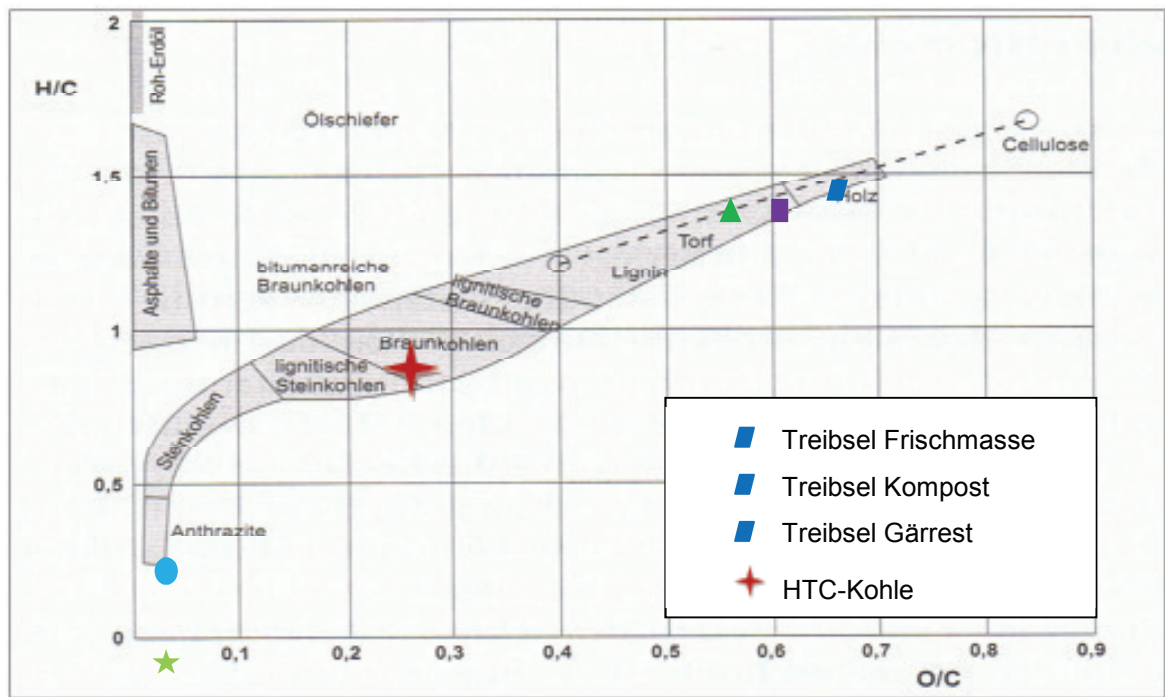 2
H/C
Roh-Erdöl
Ölschiefer
Cellulose
1,5
Asphalte und Bitumen
Holz
Torf
Lignin
bitumenreiche
Braunkohlen
lignitische
Braunkohlen
1
Braunkohlen
lignitische
Steinkohlen
Steinkohlen
0,5
Anthrazite
Treibsel Frischmasse
Treibsel Kompost
Treibsel Gärrest
HTC-Kohle
0
0,1
0,2
0,3
0,4
0,5
0,6
0,7
0,8
0,9
O/C